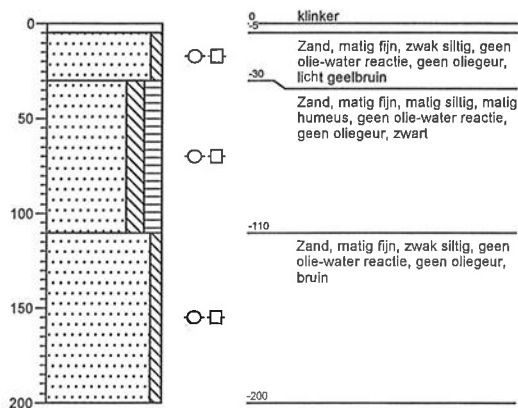 0
50
100
150
200
0 klinker
-5
Zand, matig fijn, zwak siltig, geen
olie-water reactie, geen oliegeur,
licht geelbruin
-30
Zand, matig fijn, matig siltig, matig
humeus, geen olie-water reactie,
geen oliegeur, zwart
-110
Zand, matig fijn, zwak siltig, geen
olie-water reactie, geen oliegeur,
bruin
-200